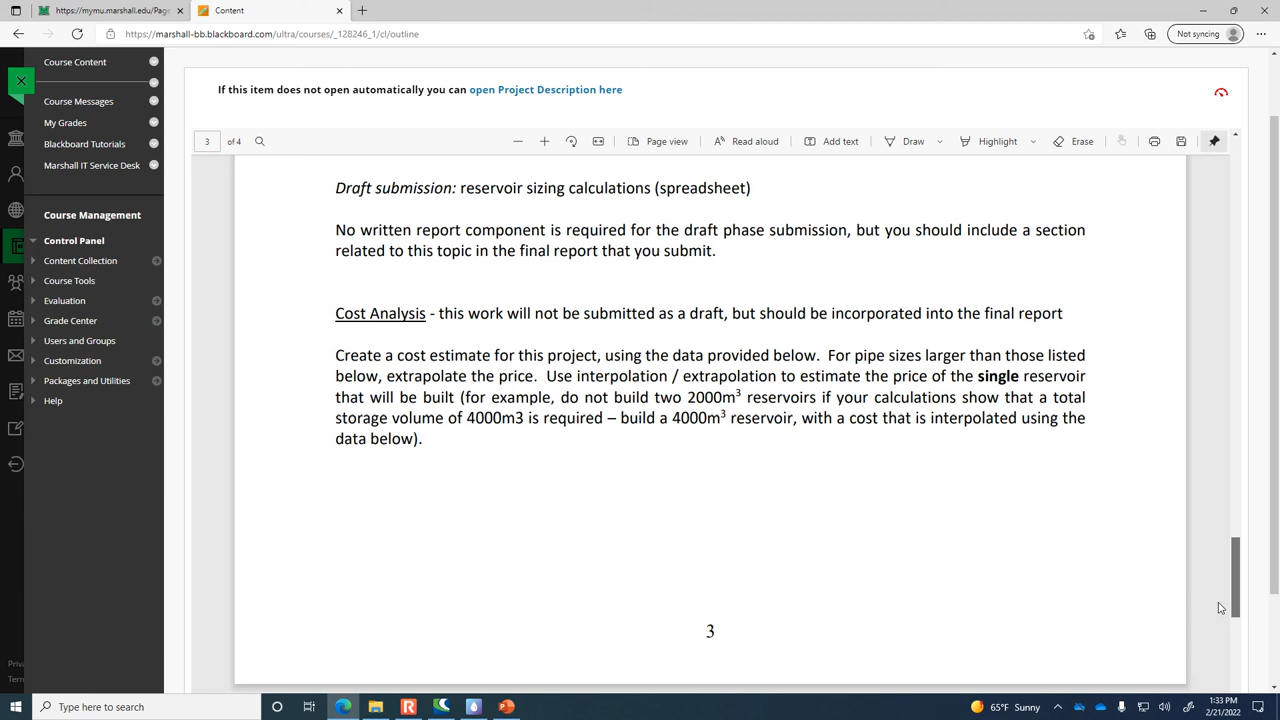 https://mymu.marshall.edu/Page
Content
https://marshall-bb.blackboard.com/ultra/courses/_128246_1/cl/outline
Not syncing
Course Content
Course Messages
My Grades
Blackboard Tutorials
Marshall IT Service Desk
Course Management
Control Panel
Content Collection
Course Tools
Evaluation
Grade Center
Users and Groups
Customization
Packages and Utilities
Help
Priva
Term
If this item does not open automatically you can open Project Description here
3 of 4
Page view
Read aloud
Add text
Draw
Highlight
Erase
Draft submission: reservoir sizing calculations (spreadsheet)
No written report component is required for the draft phase submission, but you should include a section
related to this topic in the final report that you submit.
Cost Analysis - this work will not be submitted as a draft, but should be incorporated into the final report
Create a cost estimate for this project, using the data provided below. For pipe sizes larger than those listed
below, extrapolate the price. Use interpolation / extrapolation to estimate the price of the single reservoir
that will be built (for example, do not build two 2000m³ reservoirs if your calculations show that a total
storage volume of 4000m3 is required – build a 4000m³ reservoir, with a cost that is interpolated using the
data below).
3
Type here to search
65°F Sunny
1:33 PM
2/21/2022